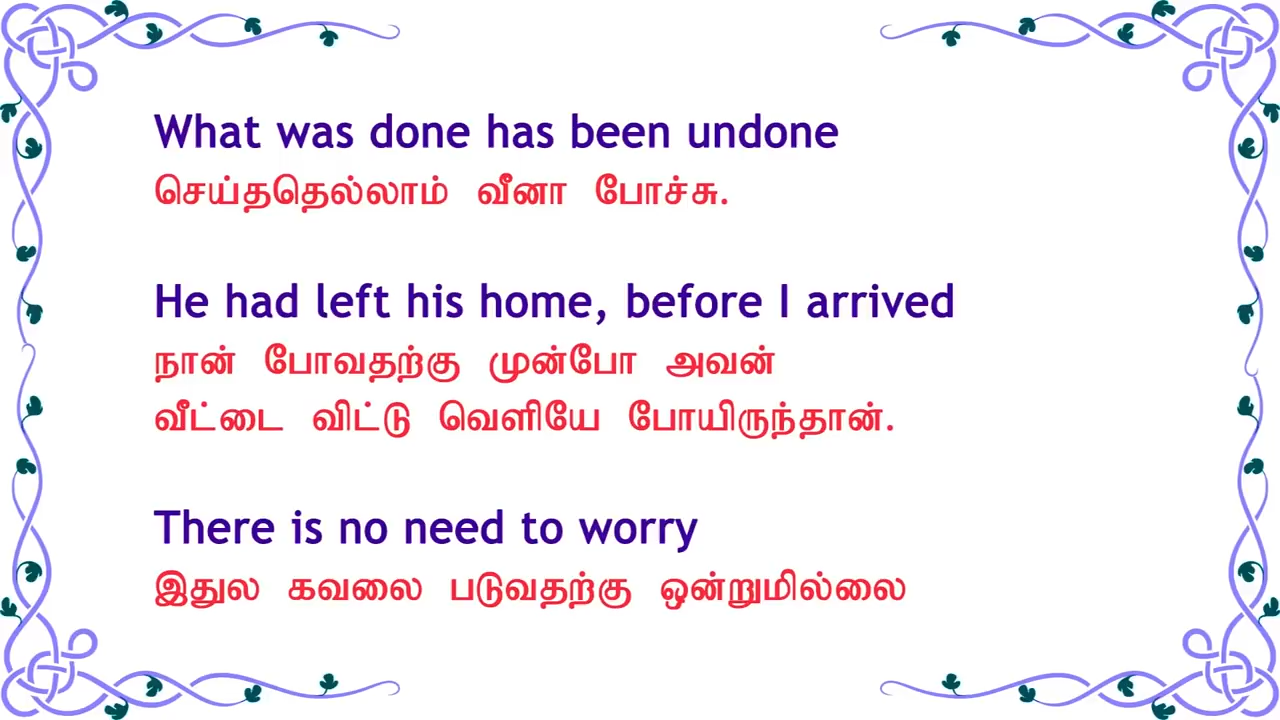 What was done has been undone
செய்ததெல்லாம் வீனா போச்சு.
He had left his home, before I arrived
நான் போவதற்கு முன்போ அவன்
வீட்டை விட்டு வெளியே போயிருந்தான்.
There is no need to worry
இதுல கவலை படுவதற்கு ஒன்றுமில்லை